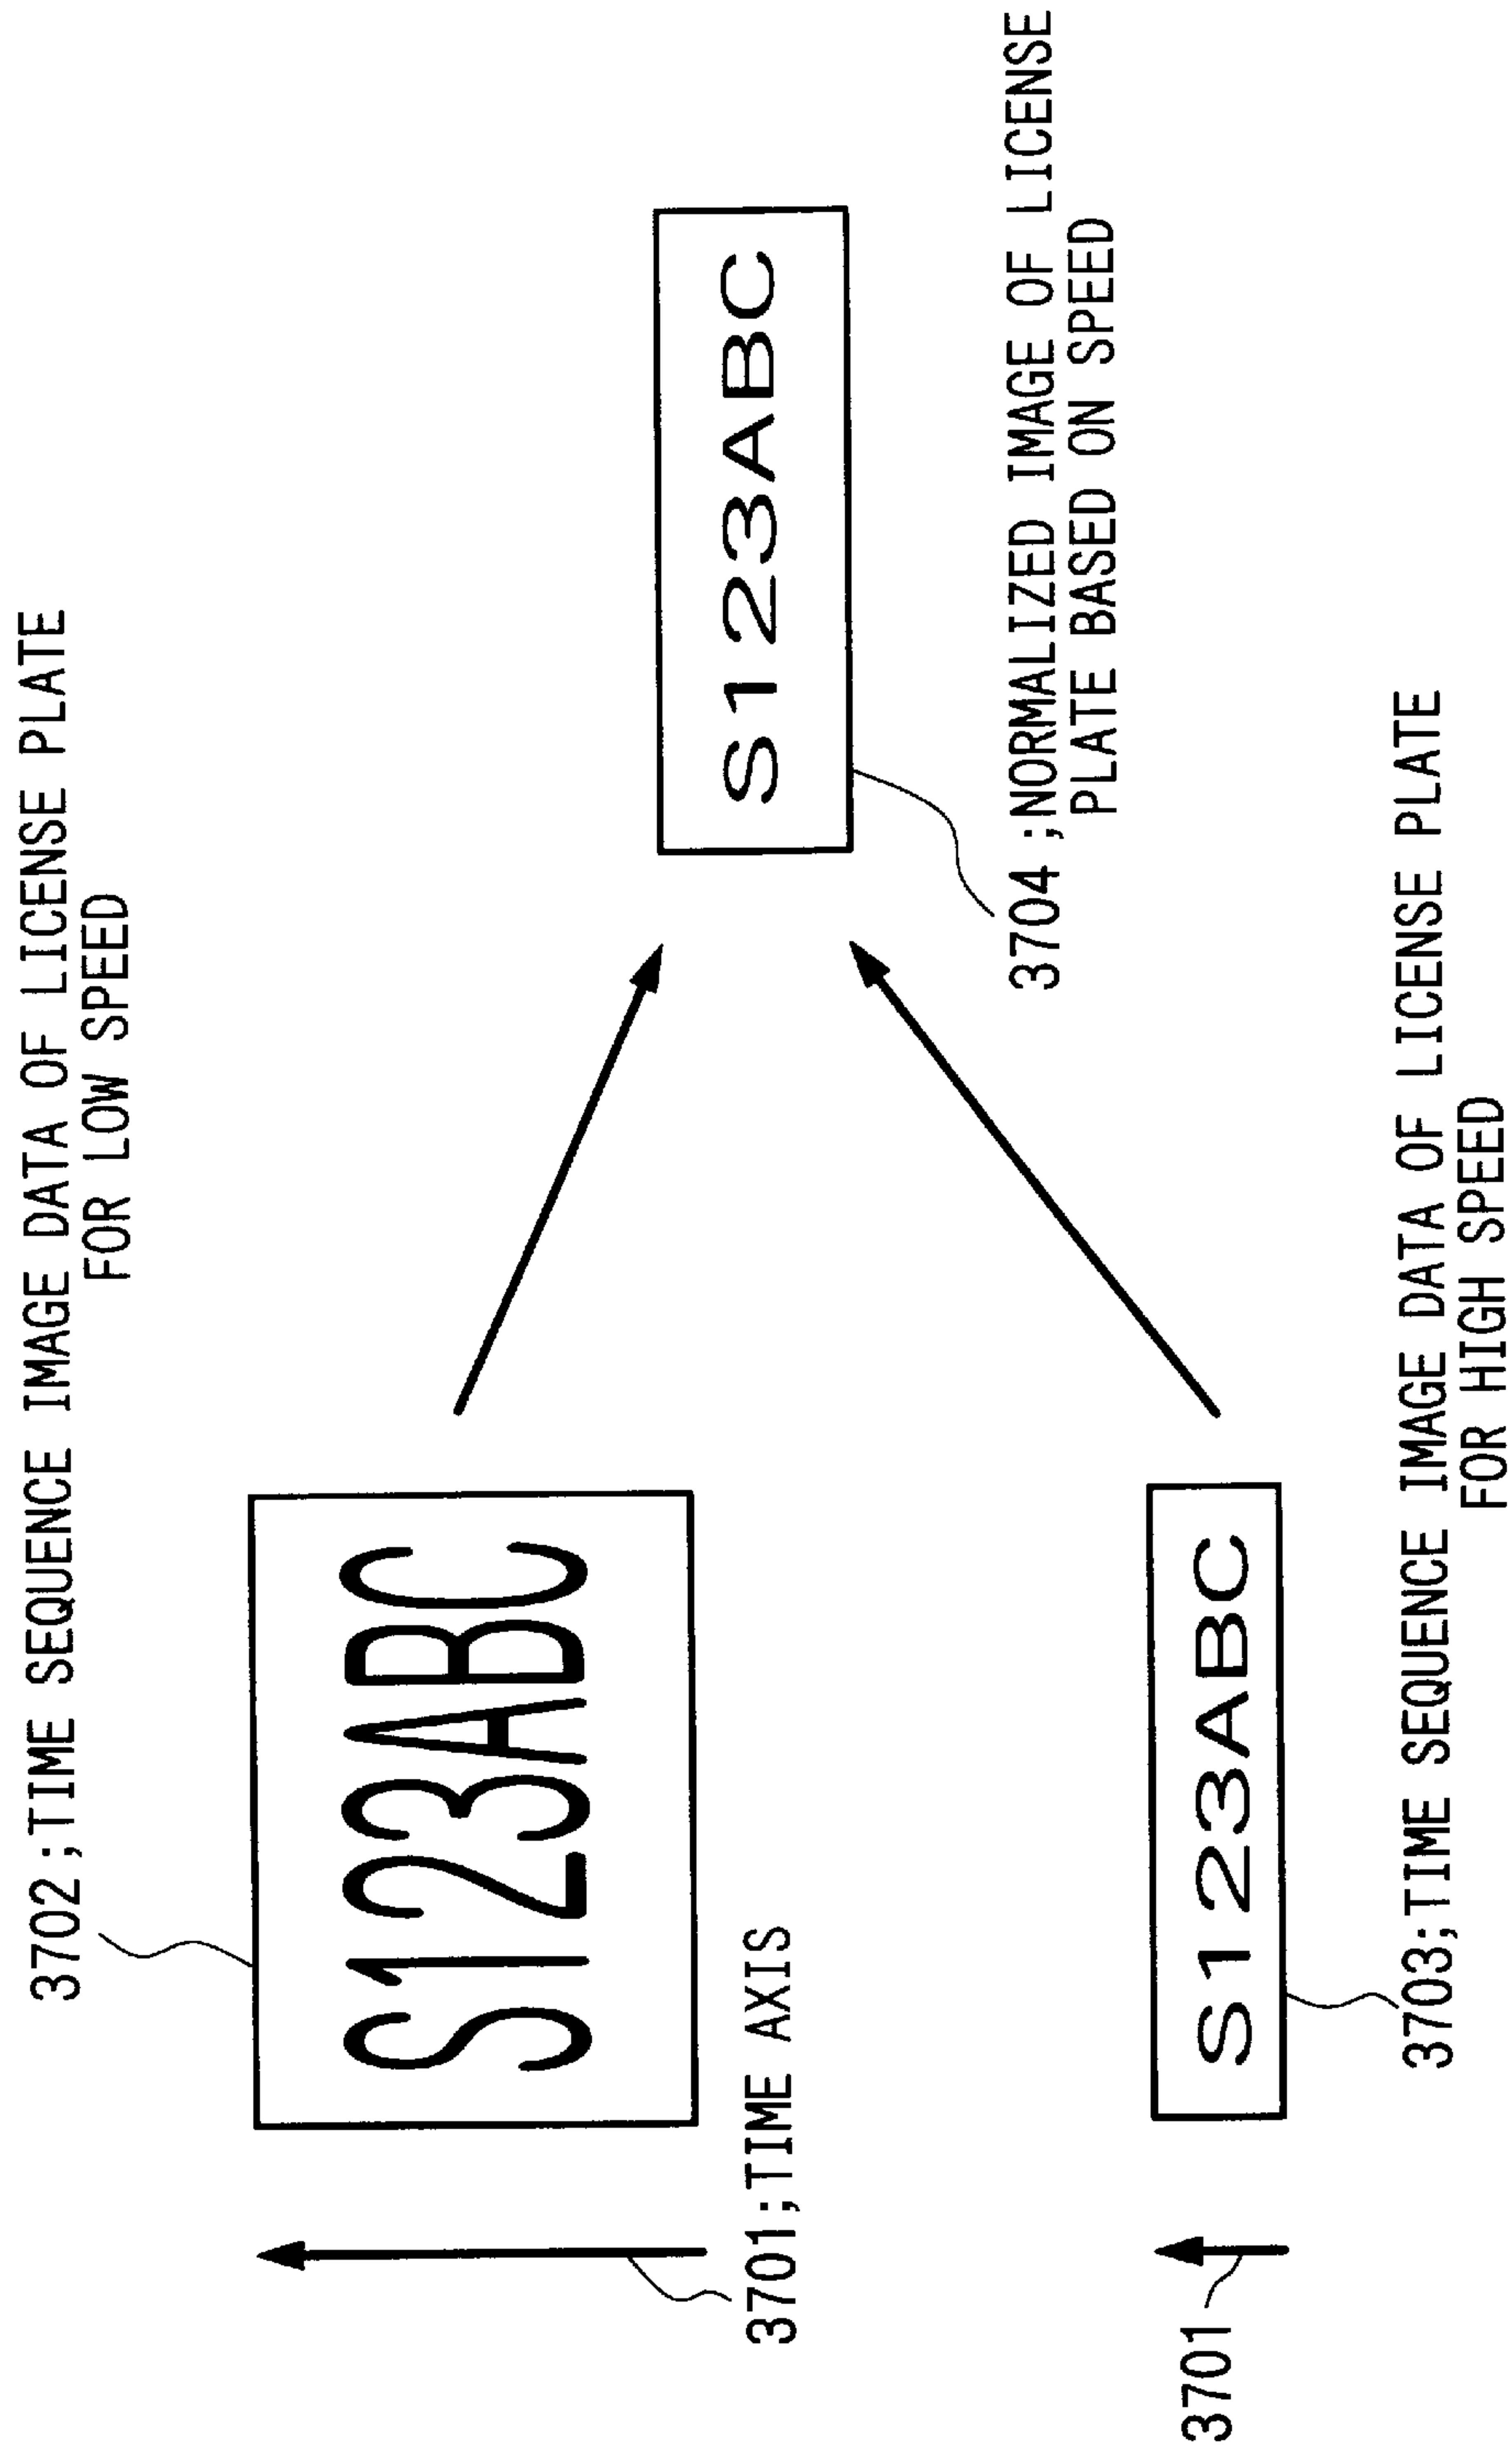 3702;TIME SEQUENCE IMAGE DATA OF LICENSE PLATE
FOR LOW SPEED
S123ABC
3701;TIME AXIS
S123ABC
3704;NORMALIZED IMAGE OF LICENSE
PLATE BASED ON SPEED
3701
S123ABC
3703;TIME SEQUENCE IMAGE DATA OF LICENSE PLATE
FOR HIGH SPEED